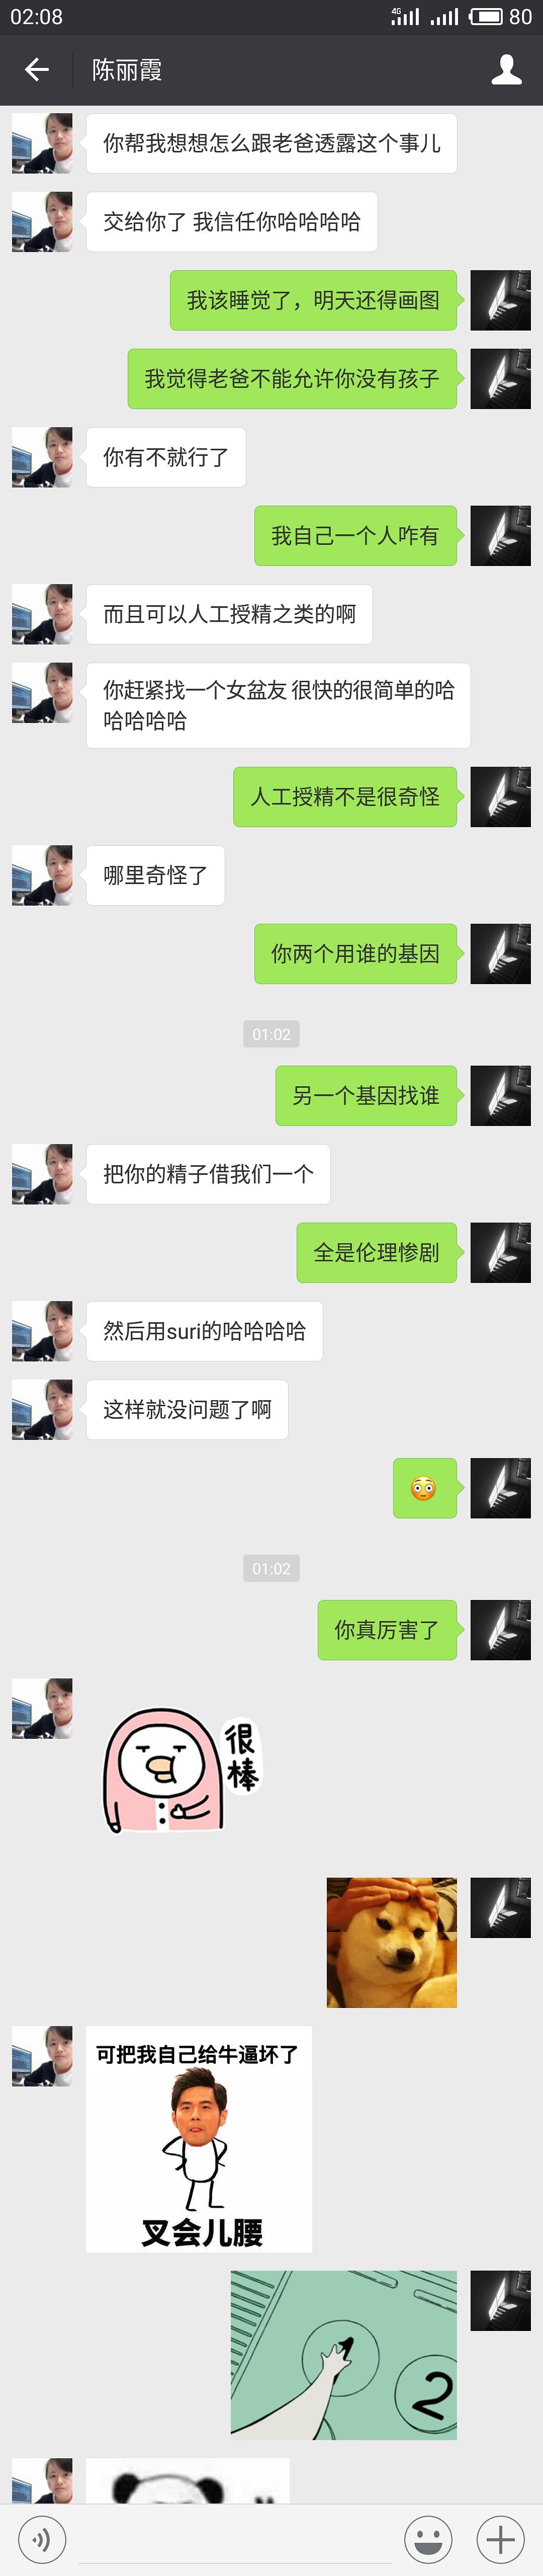 02:08
4G
80
陈丽霞
你帮我想想怎么跟老爸透露这个事儿
交给你了 我信任你哈哈哈哈
我该睡觉了，明天还得画图
我觉得老爸不能允许你没有孩子
你有不就行了
我自己一个人咋有
而且可以人工授精之类的啊
你赶紧找一个女盆友 很快的很简单的哈
哈哈哈哈哈
人工授精不是很奇怪
哪里奇怪了
你两个用谁的基因
01:02
另一个基因找谁
把你的精子借我们一个
全是伦理惨剧
然后用suri的哈哈哈哈
这样就没问题了啊
01:02
你真厉害了
很棒
可把我自己给牛逼坏了
叉会儿腰
1
2